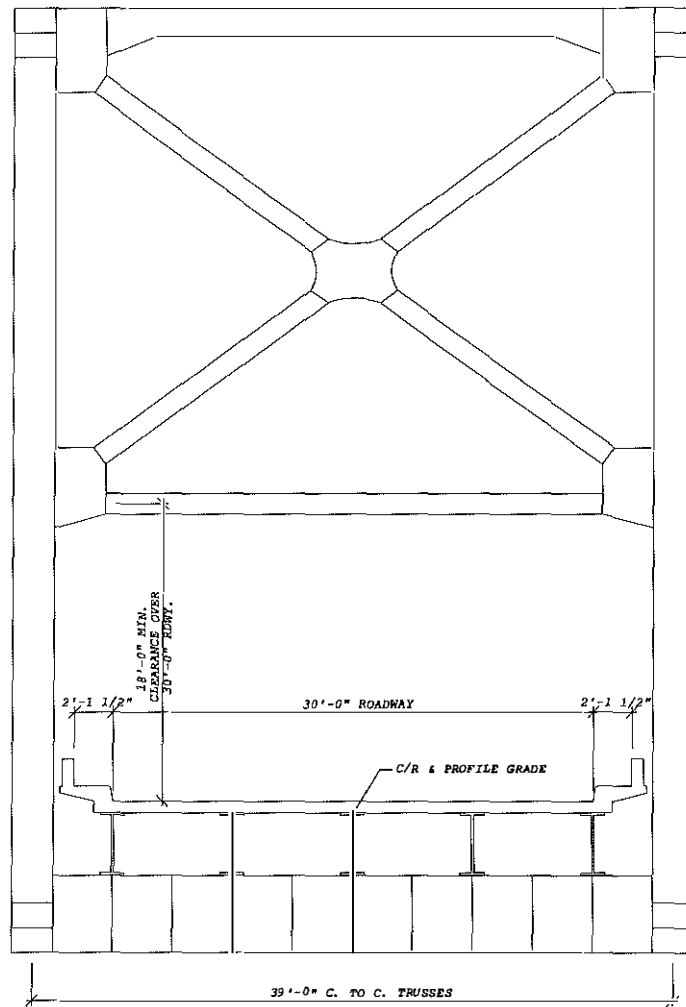 18'-0" MIN.
CLEARANCE OVER
30'-0" RDWY.
2'-1 1/2"
30'-0" ROADWAY
2'-1 1/2"
C/R & PROFILE GRADE
39'-0" C. TO C. TRUSSES